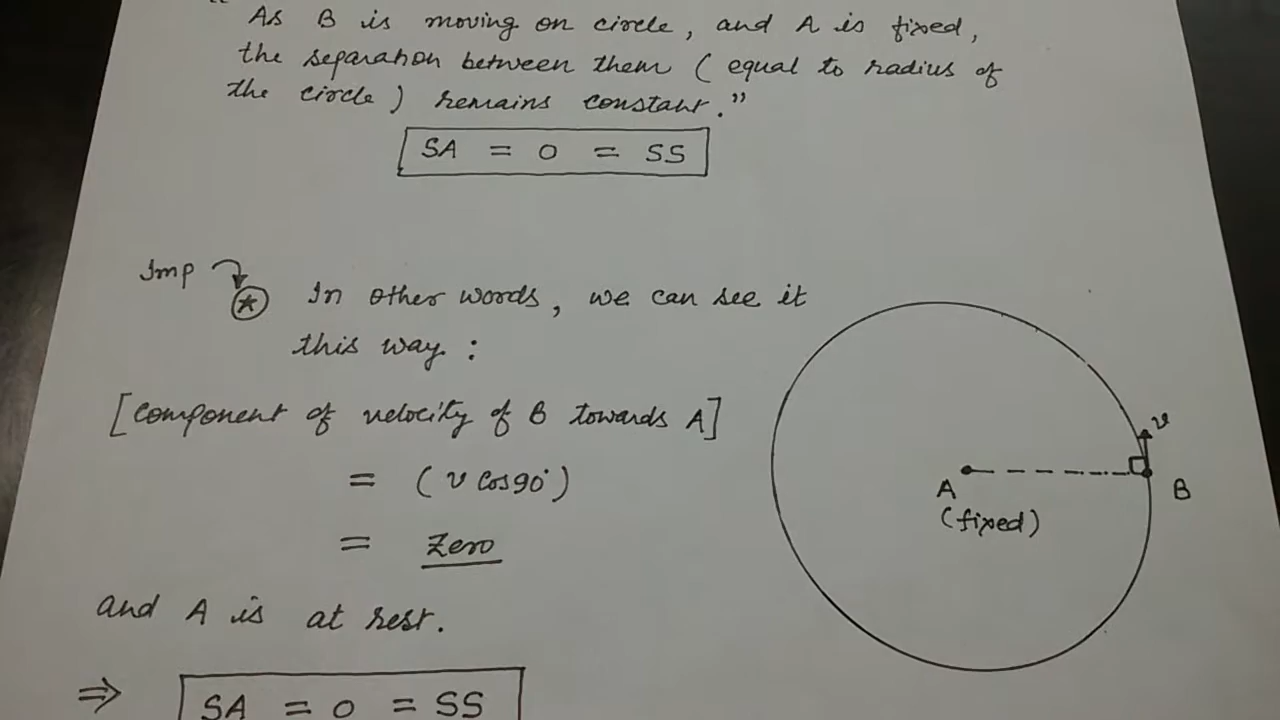 "
As B is moving on circle, and A is fixed,
the separation between them (equal to radius of
the circle) remains constant."
SA = 0 = SS
Imp
* In other words, we can see it
this way :
[component of velocity of B towards A]
= (v Cos90°)
= Zero
and A is at rest.
⇒ SA = 0 = SS
v
A
B
(fixed)